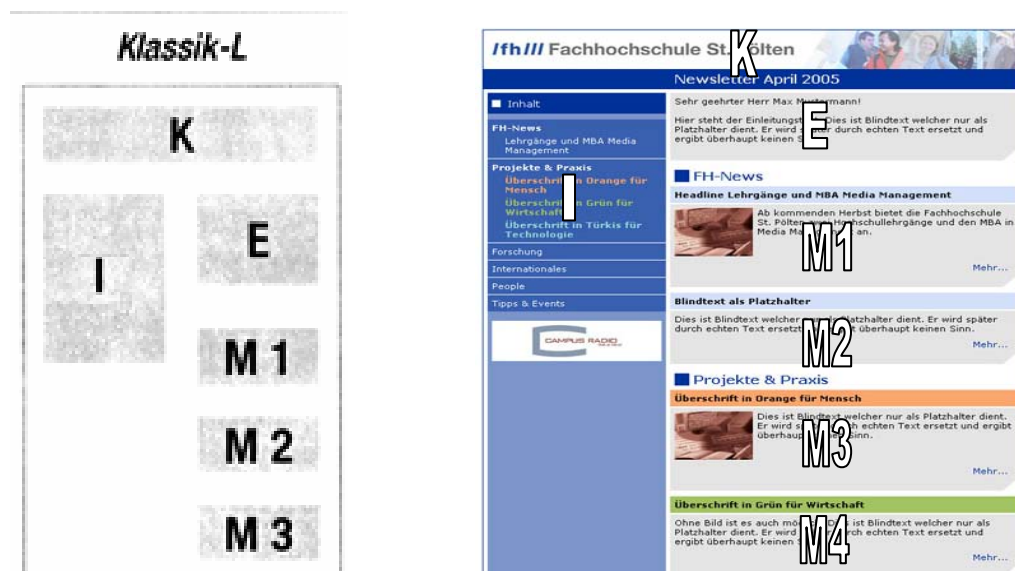 Klassik-L
K
I
E
M 1
M 2
M 3
/fh/// Fachhochschule St. Pölten
K
Newsletter April 2005
Inhalt
FH-News
Lehrgänge und MBA Media
Management
Projekte & Praxis
Überschrift in Orange für
Mensch
Überschrift in Grün für
Wirtschaft
Überschrift in Türkis für
Technologie
I
Forschung
Internationales
People
Tipps & Events
CAMPUS RADIO
Sehr geehrter Herr Max Mustermann!
Hier steht der Dies ist Blindtext welcher nur als
Platzhalter dient. Er wird später durch echten Text ersetzt und
ergibt überhaupt keinen
E
FH-News
Headline Lehrgänge und MBA Media Management
Ab kommenden Herbst bietet die Fachhochschule
St. Pölten Hochschullehrgänge und den MBA in
Media an.
M1
Mehr...
Blindtext als Platzhalter
Dies ist Blindtext welcher nur als Platzhalter dient. Er wird später
durch echten Text ersetzt überhaupt keinen Sinn.
M2
Mehr...
Projekte & Praxis
Überschrift in Orange für Mensch
Dies ist Blindtext welcher nur als Platzhalter dient.
Er wird echten Text ersetzt und ergibt
Sinn.
M3
Mehr...
Überschrift in Grün für Wirtschaft
Ohne Bild ist es auch Dies ist Blindtext welcher nur als
Platzhalter dient. Er wird durch echten Text ersetzt und
ergibt überhaupt keinen
M4
Mehr...